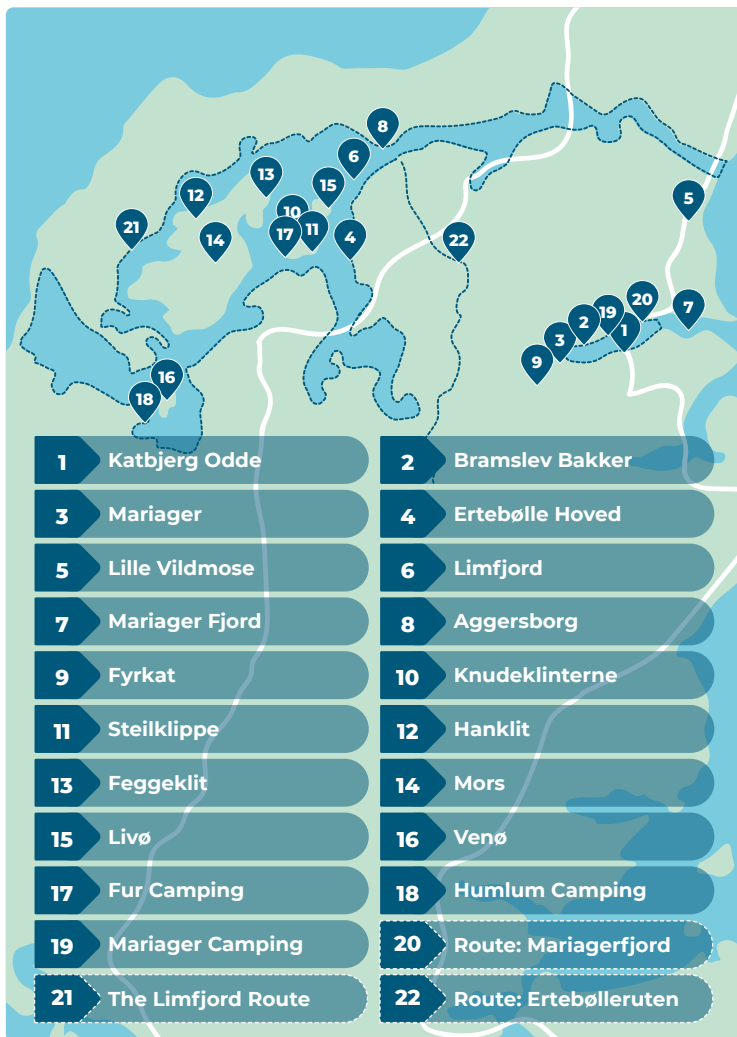 8
6
13
15
12
10
5
21
17
11
14
4
22
20
19
7
2
1
3
9
16
18
1 Katbjerg Odde
2 Bramslev Bakker
3 Mariager
4 Ertebølle Hoved
5 Lille Vildmose
6 Limfjord
7 Mariager Fjord
8 Aggersborg
9 Fyrkat
10 Knudeklinterne
11 Steilklippe
12 Hanklit
13 Feggeklit
14 Mors
15 Livø
16 Venø
17 Fur Camping
18 Humlum Camping
19 Mariager Camping
20 Route: Mariagerfjord
21 The Limfjord Route
22 Route: Ertebølleruten